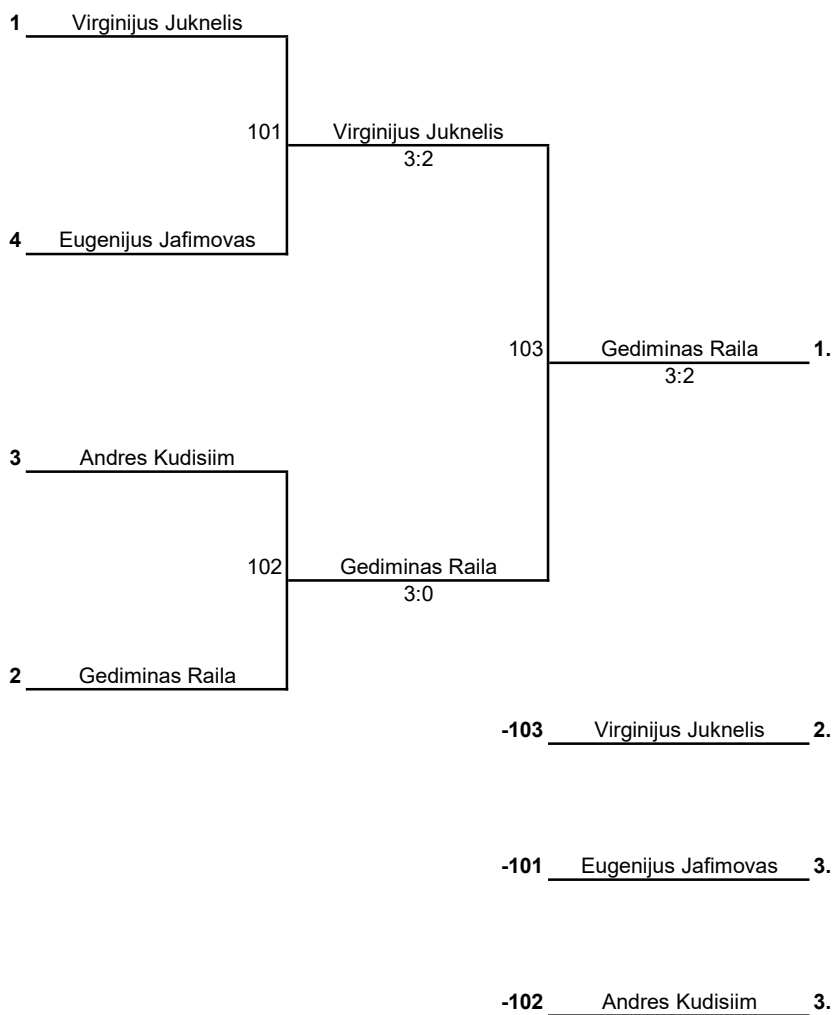 1 Virginijus Juknelis
101 Virginijus Juknelis
3:2
4 Eugenijus Jafimovas
103 Gediminas Raila 1.
3:2
3 Andres Kudisiim
102 Gediminas Raila
3:0
2 Gediminas Raila
-103 Virginijus Juknelis 2.
-101 Eugenijus Jafimovas 3.
-102 Andres Kudisiim 3.